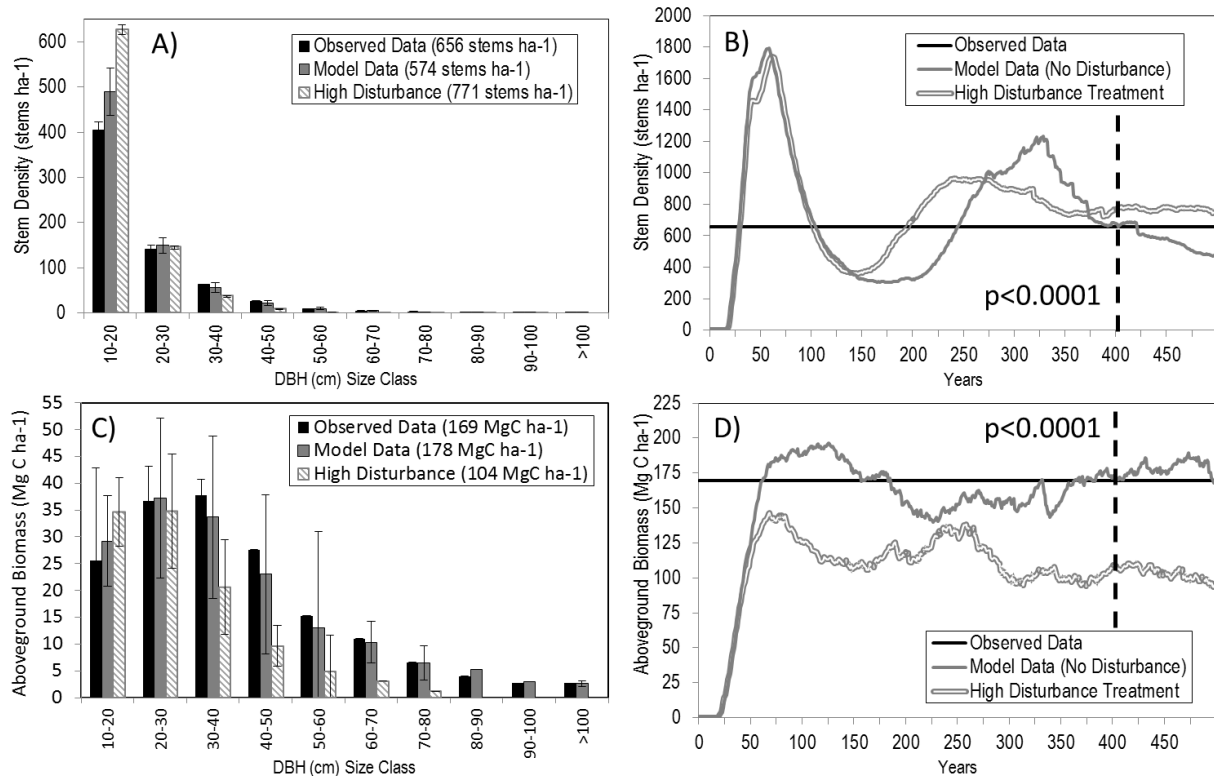 A)
Observed Data (656 stems ha-1)
Model Data (574 stems ha-1)
High Disturbance (771 stems ha-1)
Stem Density (stems ha-1)
600
500
400
300
200
100
0
10-20
20-30
30-40
40-50
50-60
60-70
70-80
80-90
90-100
>100
DBH (cm) Size Class
B)
Observed Data
Model Data (No Disturbance)
High Disturbance Treatment
Stem Density (stems ha-1)
2000
1800
1600
1400
1200
1000
800
600
400
200
0
p<0.0001
0 50 100 150 200 250 300 350 400 450
Years
C)
Observed Data (169 MgC ha-1)
Model Data (178 MgC ha-1)
High Disturbance (104 MgC ha-1)
Aboveground Biomass (Mg C ha-1)
55
50
45
40
35
30
25
20
15
10
5
0
10-20
20-30
30-40
40-50
50-60
60-70
70-80
80-90
90-100
>100
DBH (cm) Size Class
D)
p<0.0001
Aboveground Biomass (Mg C ha-1)
225
200
175
150
125
100
75
50
25
0
Observed Data
Model Data (No Disturbance)
High Disturbance Treatment
0 50 100 150 200 250 300 350 400 450
Years